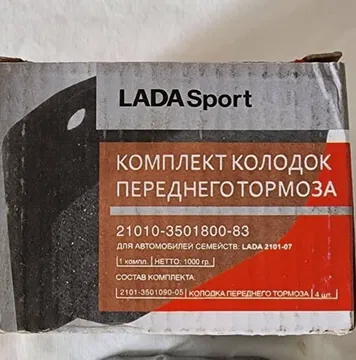 LADA Sport
КОМПЛЕКТ КОЛОДОК
ПЕРЕДНЕГО ТОРМОЗА
21010-3501800-83
ДЛЯ АВТОМОБИЛЕЙ СЕМЕЙСТВ: LADA 2101-07
1 компл. НЕТТО: 1000 гр.
СОСТАВ КОМПЛЕКТА:
2101-3501090-05 КОЛОДКА ПЕРЕДНЕГО ТОРМОЗА 4 шт.